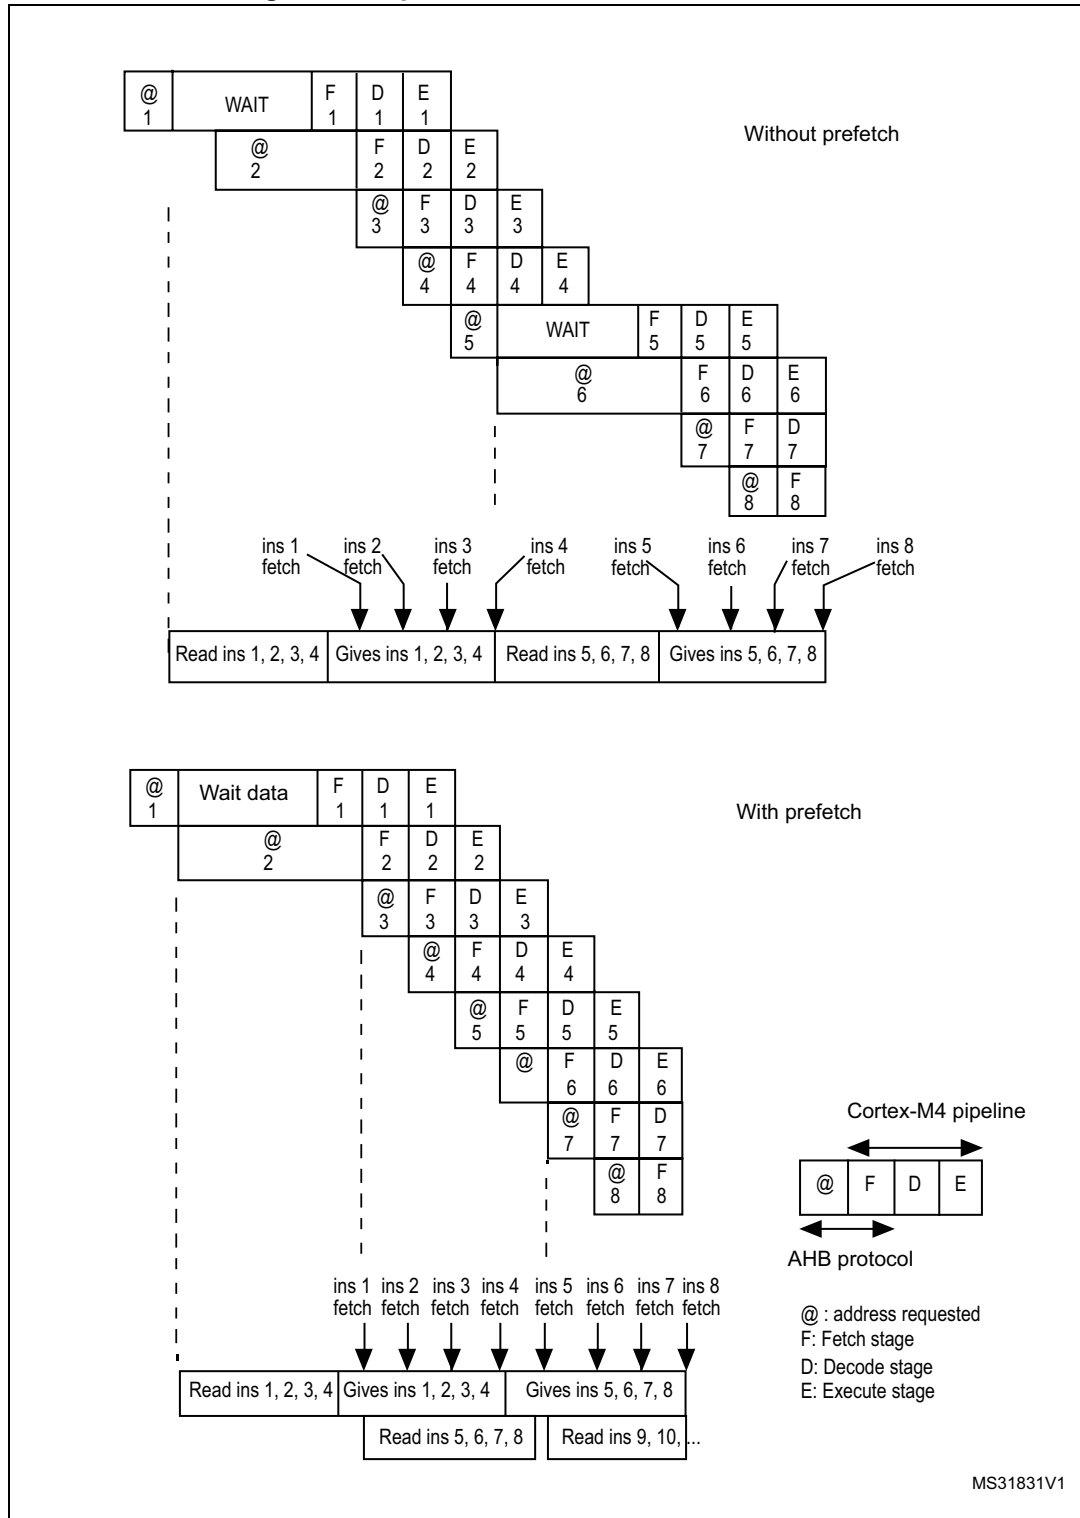 @ WAIT F D E
1 1 1 1
Without prefetch
@ F D E
2 2 2 2
@ F D E
3 3 3 3
@ F D E
4 4 4 4
@ WAIT F D E
5 5 5 5
@ F D E
6 6 6 6
@ F D
7 7 7
@ F
8 8
ins 1 ins 2 ins 3 ins 4 ins 5 ins 6 ins 7 ins 8
fetch fetch fetch fetch fetch fetch fetch fetch
Read ins 1, 2, 3, 4 Gives ins 1, 2, 3, 4 Read ins 5, 6, 7, 8 Gives ins 5, 6, 7, 8
@ Wait data F D E
1 1 1 1
With prefetch
@ F D E
2 2 2 2
@ F D E
3 3 3 3
@ F D E
4 4 4 4
@ F D E
5 5 5 5
@ F D E
6 6 6
@ F D
7 7 7
@ F
8 8
Cortex-M4 pipeline
@ F D E
AHB protocol
ins 1 ins 2 ins 3 ins 4 ins 5 ins 6 ins 7 ins 8
fetch fetch fetch fetch fetch fetch fetch fetch
@ : address requested
F: Fetch stage
D: Decode stage
E: Execute stage
Read ins 1, 2, 3, 4 Gives ins 1, 2, 3, 4 Gives ins 5, 6, 7, 8
Read ins 5, 6, 7, 8 Read ins 9, 10, ...
MS31831V1